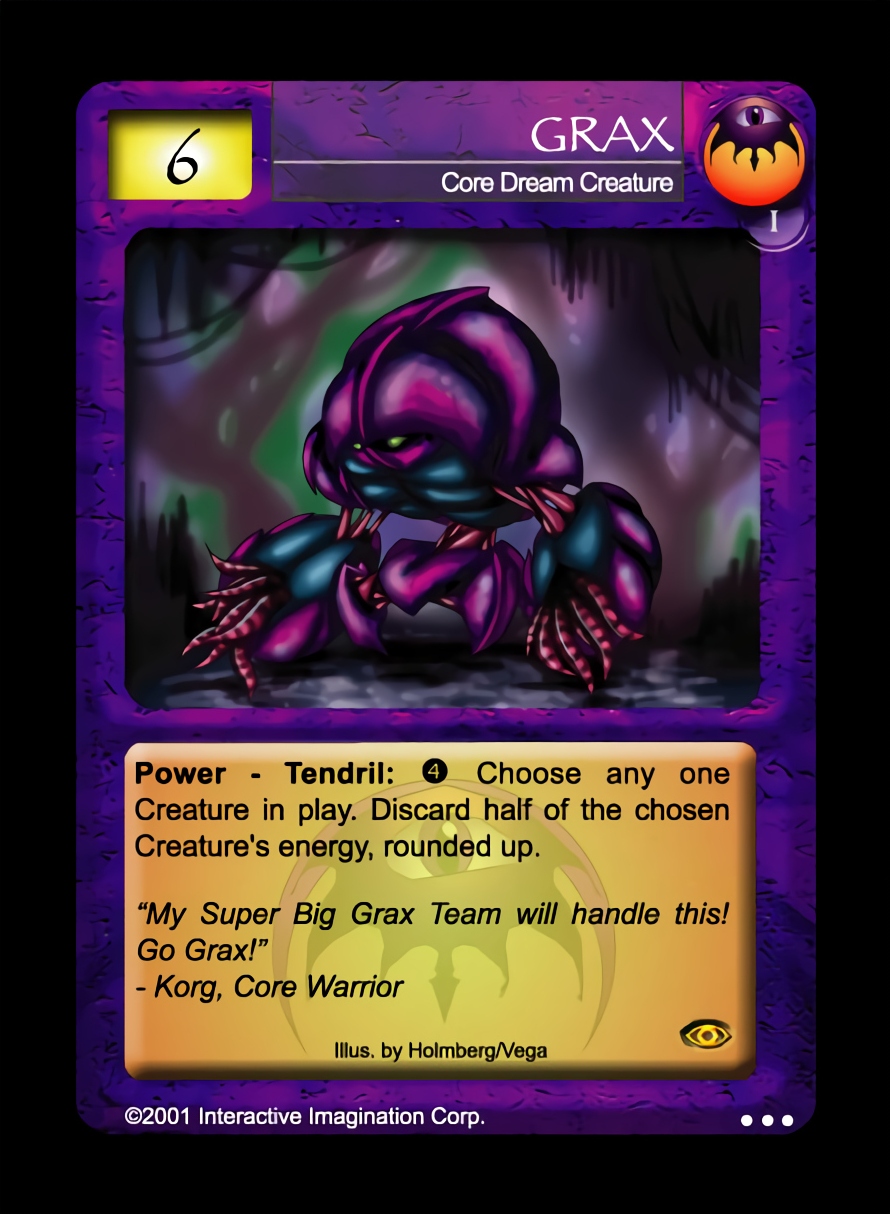 6
GRAX
Core Dream Creature
I
Power - Tendril: ❹ Choose any one
Creature in play. Discard half of the chosen
Creature's energy, rounded up.
“My Super Big Grax Team will handle this!
Go Grax!”
- Korg, Core Warrior
Illus. by Holmberg/Vega
©2001 Interactive Imagination Corp.